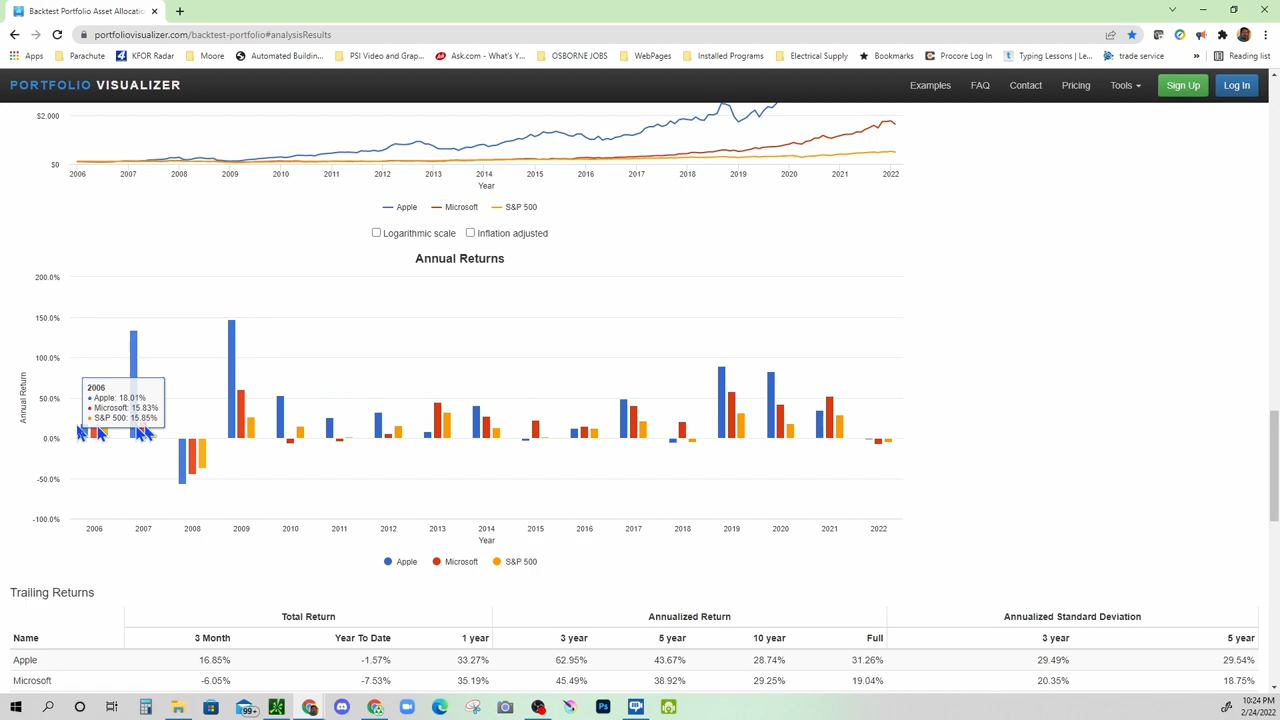 Backtest Portfolio Asset Allocatio
portfoliovisualizer.com/backtest-portfolio#analysisResults
Apps Parachute KFOR Radar Moore Automated Buildin... PSI Video and Grap... Ask.com - What's Y... OSBORNE JOBS WebPages Installed Programs Electrical Supply Bookmarks Procore Log In Typing Lessons | Le... trade service » Reading list
PORTFOLIO VISUALIZER Examples FAQ Contact Pricing Tools Sign Up Log In
$2,000
$0
2006 2007 2008 2009 2010 2011 2012 2013 2014 2015 2016 2017 2018 2019 2020 2021 2022
Year
Apple Microsoft S&P 500
Logarithmic scale Inflation adjusted
Annual Returns
200.0%
150.0%
100.0%
50.0%
0.0%
-50.0%
-100.0%
Annual Return
2006
Apple: 18.01%
Microsoft: 15.83%
S&P 500: 15.85%
2006 2007 2008 2009 2010 2011 2012 2013 2014 2015 2016 2017 2018 2019 2020 2021 2022
Year
Apple Microsoft S&P 500
Trailing Returns
Total Return Annualized Return Annualized Standard Deviation
Name 3 Month Year To Date 1 year 3 year 5 year 10 year Full 3 year 5 year
Apple 16.85% -1.57% 33.27% 62.95% 43.67% 28.74% 31.26% 29.49% 29.54%
Microsoft -6.05% -7.53% 35.19% 45.49% 38.92% 29.25% 19.04% 20.35% 18.75%
99+
10:24 PM
2/24/2022